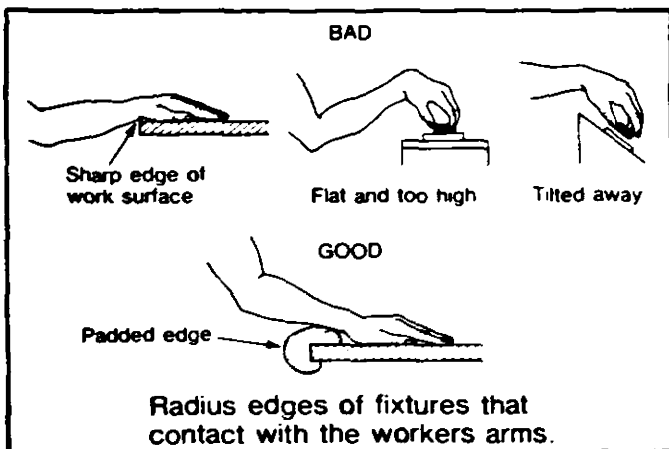 BAD
Sharp edge of
work surface
Flat and too high
Tilted away
GOOD
Padded edge
Radius edges of fixtures that
contact with the workers arms.